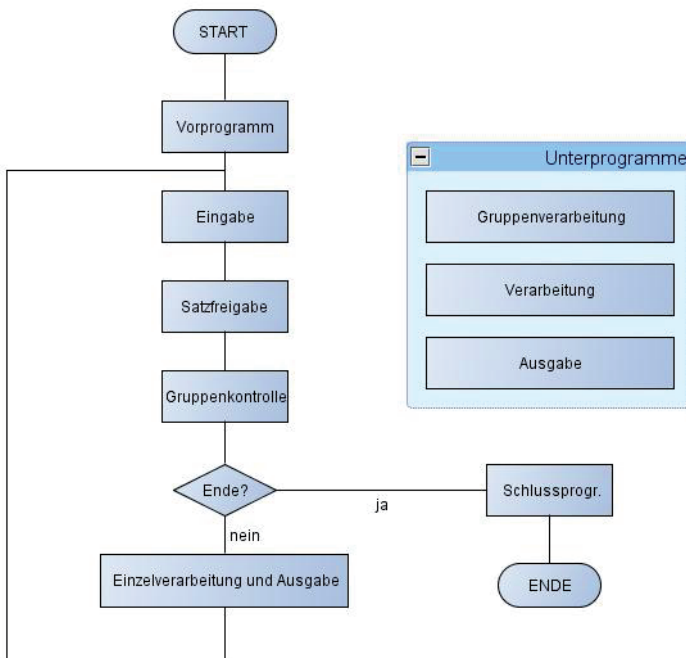 START
Vorprogramm
Eingabe
Satzfreigabe
Gruppenkontrolle
Ende?
ja
nein
Einzelverarbeitung und Ausgabe
Schlussprogr.
ENDE
Unterprogramme
Gruppenverarbeitung
Verarbeitung
Ausgabe